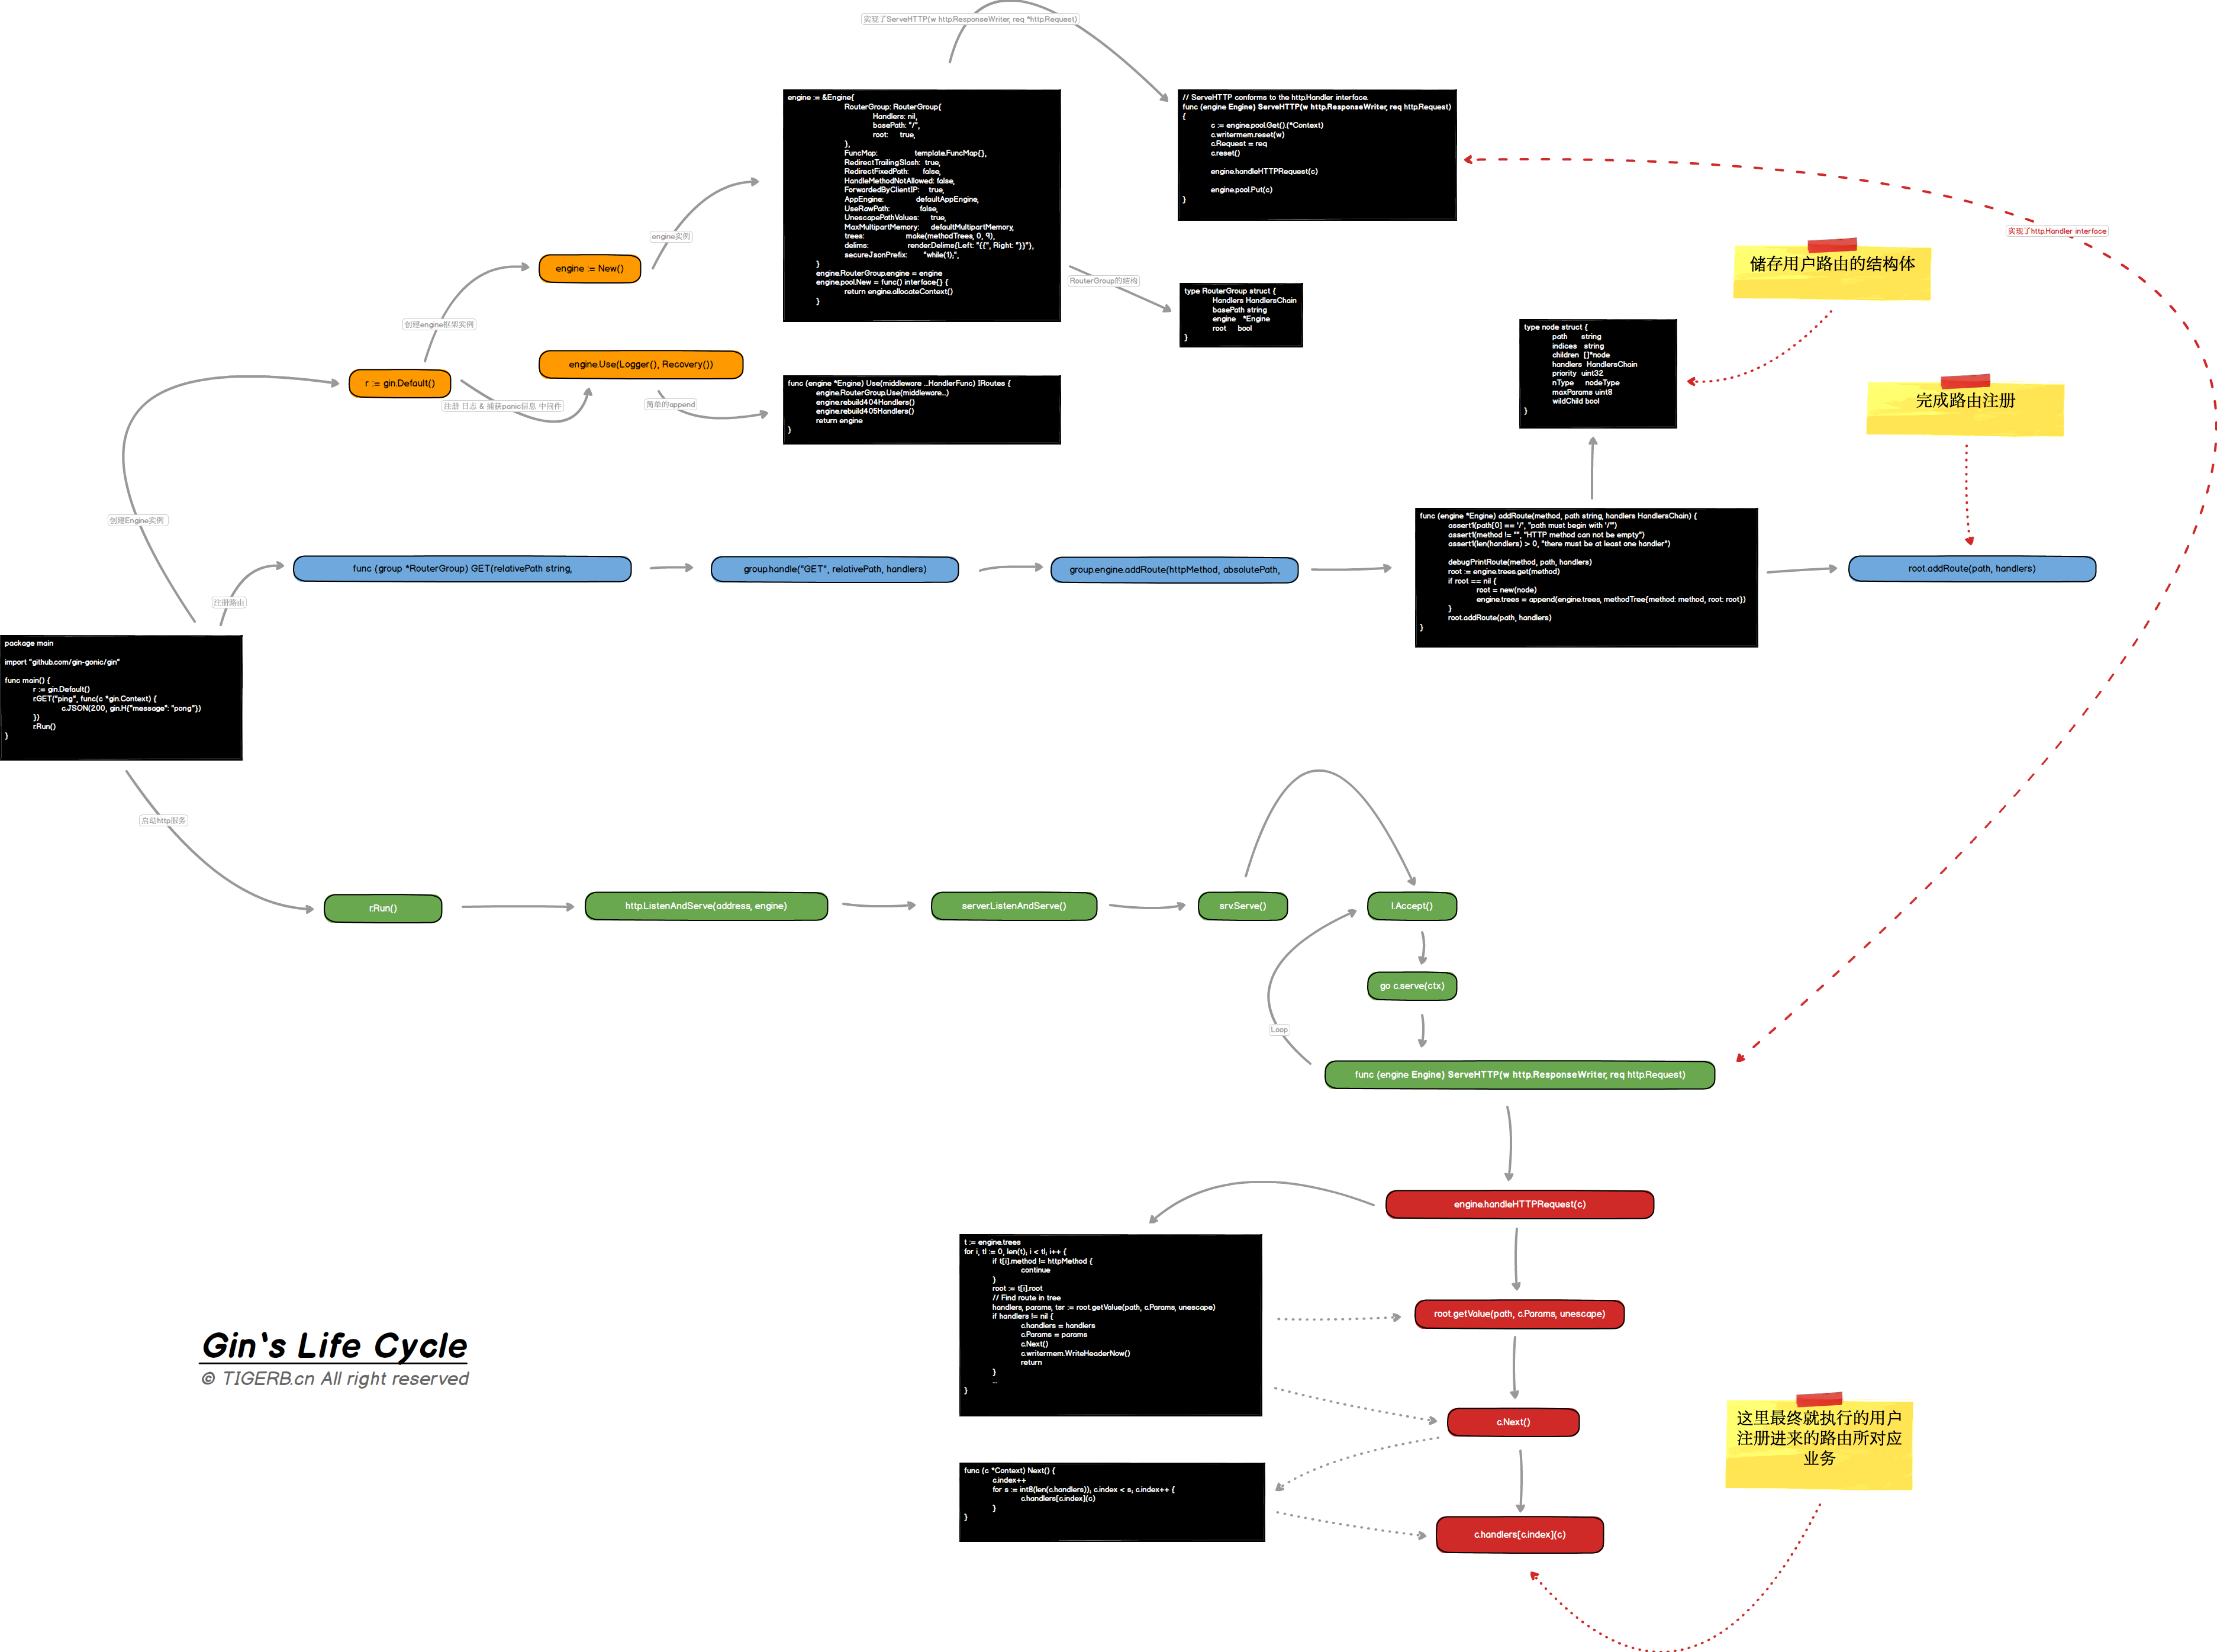 实现了ServeHTTP(w http.ResponseWriter, req *http.Request)
engine := &Engine{
RouterGroup: RouterGroup{
Handlers: nil,
basePath: "/",
root: true,
},
FuncMap: template.FuncMap{},
RedirectTrailingSlash: true,
RedirectFixedPath: false,
HandleMethodNotAllowed: false,
ForwardedByClientIP: true,
AppEngine: defaultAppEngine,
UseRawPath: false,
UnescapePathValues: true,
MaxMultipartMemory: defaultMultipartMemory,
trees: make(methodTrees, 0, 9),
delims: render.Delims{Left: "{{", Right: "}}"},
secureJsonPrefix: "while(1);",
}
engine.RouterGroup.engine = engine
engine.pool.New = func() interface{} {
return engine.allocateContext()
}
// ServeHTTP conforms to the http.Handler interface.
func (engine Engine) ServeHTTP(w http.ResponseWriter, req http.Request)
{
c := engine.pool.Get().(*Context)
c.writermem.reset(w)
c.Request = req
c.reset()
engine.handleHTTPRequest(c)
engine.pool.Put(c)
}
实现了http.Handler interface
engine实例
engine := New()
RouterGroup的结构
type RouterGroup struct {
Handlers HandlersChain
basePath string
engine *Engine
root bool
}
储存用户路由的结构体
创建engine框架实例
type node struct {
path string
indices string
children []*node
handlers HandlersChain
priority uint32
nType nodeType
maxParams uint8
wildChild bool
}
engine.Use(Logger(), Recovery())
r := gin.Default()
注册 日志 & 捕获panic信息 中间件
简单的append
func (engine *Engine) Use(middleware ...HandlerFunc) IRoutes {
engine.RouterGroup.Use(middleware...)
engine.rebuild404Handlers()
engine.rebuild405Handlers()
return engine
}
完成路由注册
创建Engine实例
func (engine *Engine) addRoute(method, path string, handlers HandlersChain) {
assert1(path[0] == '/', "path must begin with '/'")
assert1(method != "", "HTTP method can not be empty")
assert1(len(handlers) > 0, "there must be at least one handler")
debugPrintRoute(method, path, handlers)
root := engine.trees.get(method)
if root == nil {
root = new(node)
engine.trees = append(engine.trees, methodTree{method: method, root: root})
}
root.addRoute(path, handlers)
}
func (group *RouterGroup) GET(relativePath string,
group.handle("GET", relativePath, handlers)
group.engine.addRoute(httpMethod, absolutePath,
root.addRoute(path, handlers)
注册路由
package main
import "github.com/gin-gonic/gin"
func main() {
r := gin.Default()
r.GET("ping", func(c *gin.Context) {
c.JSON(200, gin.H{"message": "pong"})
})
r.Run()
}
启动http服务
r.Run()
http.ListenAndServe(address, engine)
server.ListenAndServe()
srv.Serve()
l.Accept()
go c.serve(ctx)
Loop
func (engine Engine) ServeHTTP(w http.ResponseWriter, req http.Request)
engine.handleHTTPRequest(c)
t := engine.trees
for i, tl := 0, len(t); i < tl; i++ {
if t[i].method != httpMethod {
continue
}
root := t[i].root
// Find route in tree
handlers, params, tsr := root.getValue(path, c.Params, unescape)
if handlers != nil {
c.handlers = handlers
c.Params = params
c.Next()
c.writermem.WriteHeaderNow()
return
}
...
}
root.getValue(path, c.Params, unescape)
Gin's Life Cycle
© TIGERB.cn All right reserved
c.Next()
这里最终就执行的用户
注册进来的路由所对应
业务
func (c *Context) Next() {
c.index++
for s := int8(len(c.handlers)); c.index < s; c.index++ {
c.handlers[c.index](c)
}
}
c.handlers[c.index](c)